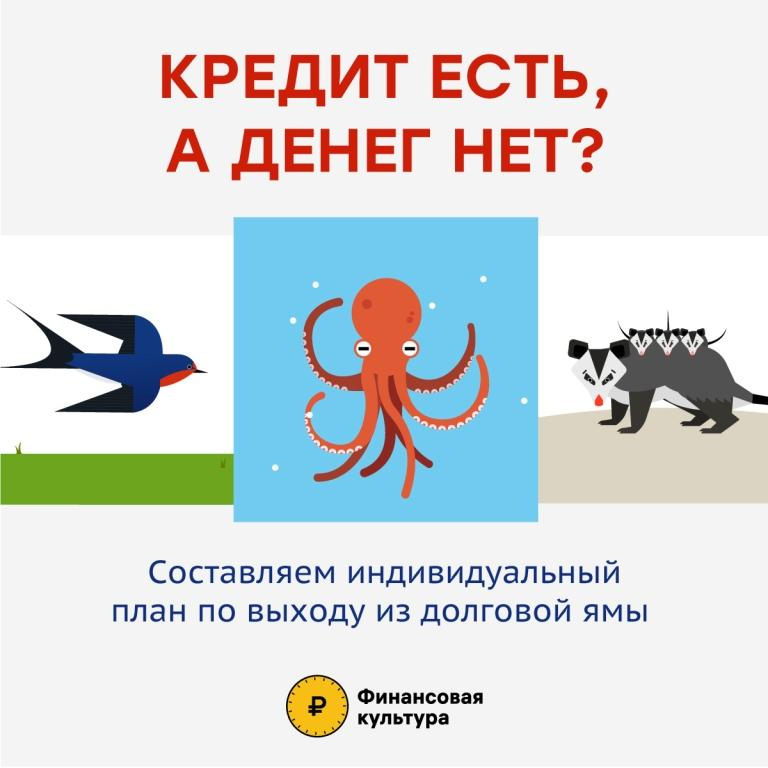 КРЕДИТ ЕСТЬ,
А ДЕНЕГ НЕТ?
Составляем индивидуальный
план по выходу из долговой ямы
₽
Финансовая
культура